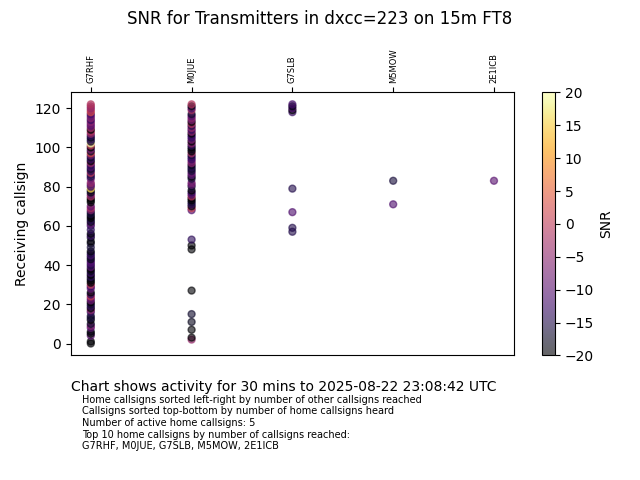 SNR for Transmitters in dxcc=223 on 15m FT8
G7RHF
M0JUE
G7SLB
M5MOW
2E1ICB
120
100
80
60
40
20
0
Receiving callsign
20
15
10
5
0
−5
−10
−15
−20
SNR
Chart shows activity for 30 mins to 2025-08-22 23:08:42 UTC
Home callsigns sorted left-right by number of other callsigns reached
Callsigns sorted top-bottom by number of home callsigns heard
Number of active home callsigns: 5
Top 10 home callsigns by number of callsigns reached:
G7RHF, M0JUE, G7SLB, M5MOW, 2E1ICB